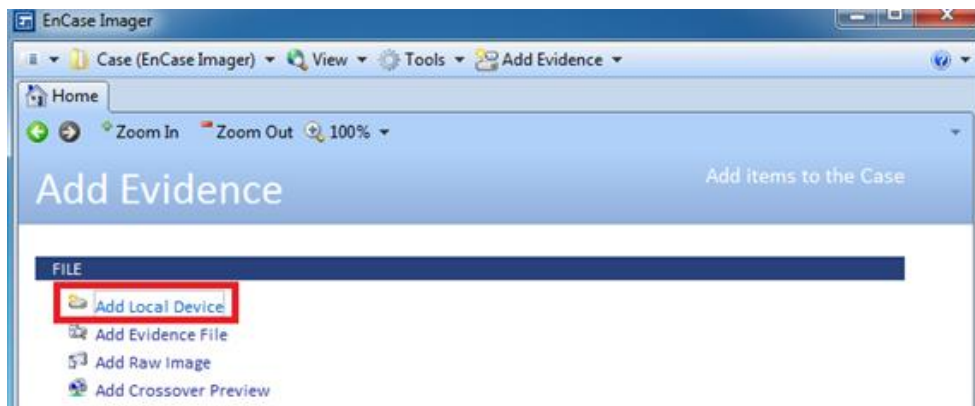 EnCase Imager
Case (EnCase Imager) View Tools Add Evidence
Home
Zoom In Zoom Out 100%
Add Evidence
Add items to the Case
FILE
Add Local Device
Add Evidence File
Add Raw Image
Add Crossover Preview